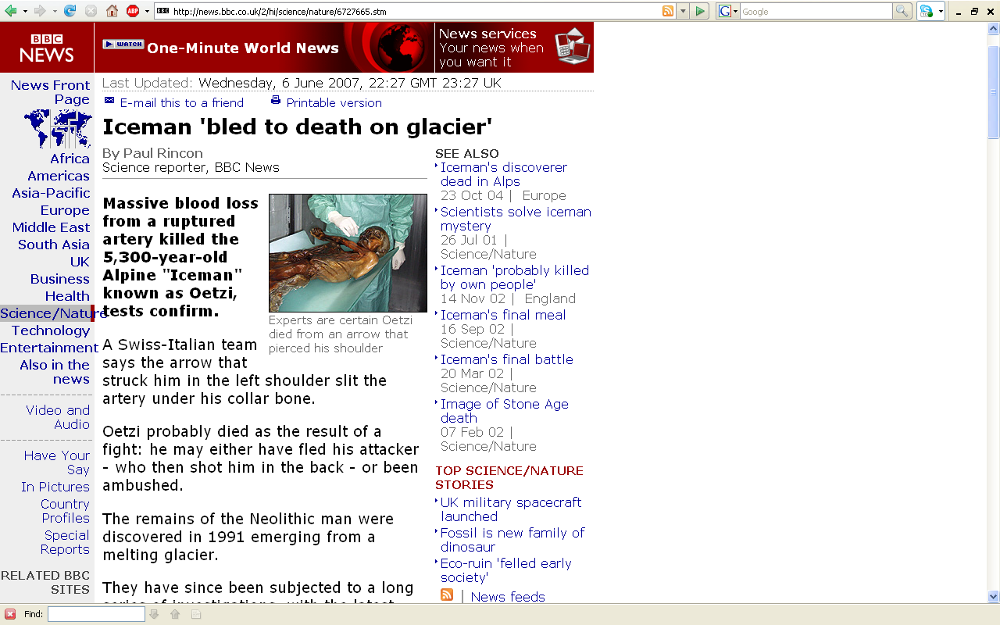 ABP
BBC
http://news.bbc.co.uk/2/hi/science/nature/6727665.stm
G
Google
BBC
NEWS
WATCH
One-Minute World News
News services
Your news when
you want it
News Front
Page
Africa
Americas
Asia-Pacific
Europe
Middle East
South Asia
UK
Business
Health
Science/Nature
Technology
Entertainment
Also in the
news
Video and
Audio
Have Your
Say
In Pictures
Country
Profiles
Special
Reports
RELATED BBC
SITES
Last Updated: Wednesday, 6 June 2007, 22:27 GMT 23:27 UK
E-mail this to a friend
Printable version
Iceman 'bled to death on glacier'
By Paul Rincon
Science reporter, BBC News
Massive blood loss
from a ruptured
artery killed the
5,300-year-old
Alpine "Iceman"
known as Oetzi,
tests confirm.
Experts are certain Oetzi
died from an arrow that
pierced his shoulder
A Swiss-Italian team
says the arrow that
struck him in the left shoulder slit the
artery under his collar bone.
Oetzi probably died as the result of a
fight: he may either have fled his attacker
- who then shot him in the back - or been
ambushed.
The remains of the Neolithic man were
discovered in 1991 emerging from a
melting glacier.
They have since been subjected to a long
series of investigations, with the latest
SEE ALSO
Iceman's discoverer
dead in Alps
23 Oct 04 | Europe
Scientists solve iceman
mystery
26 Jul 01 |
Science/Nature
Iceman 'probably killed
by own people'
14 Nov 02 | England
Iceman's final meal
16 Sep 02 |
Science/Nature
Iceman's final battle
20 Mar 02 |
Science/Nature
Image of Stone Age
death
07 Feb 02 |
Science/Nature
TOP SCIENCE/NATURE
STORIES
UK military spacecraft
launched
Fossil is new family of
dinosaur
Eco-ruin 'felled early
society'
| News feeds
Find: